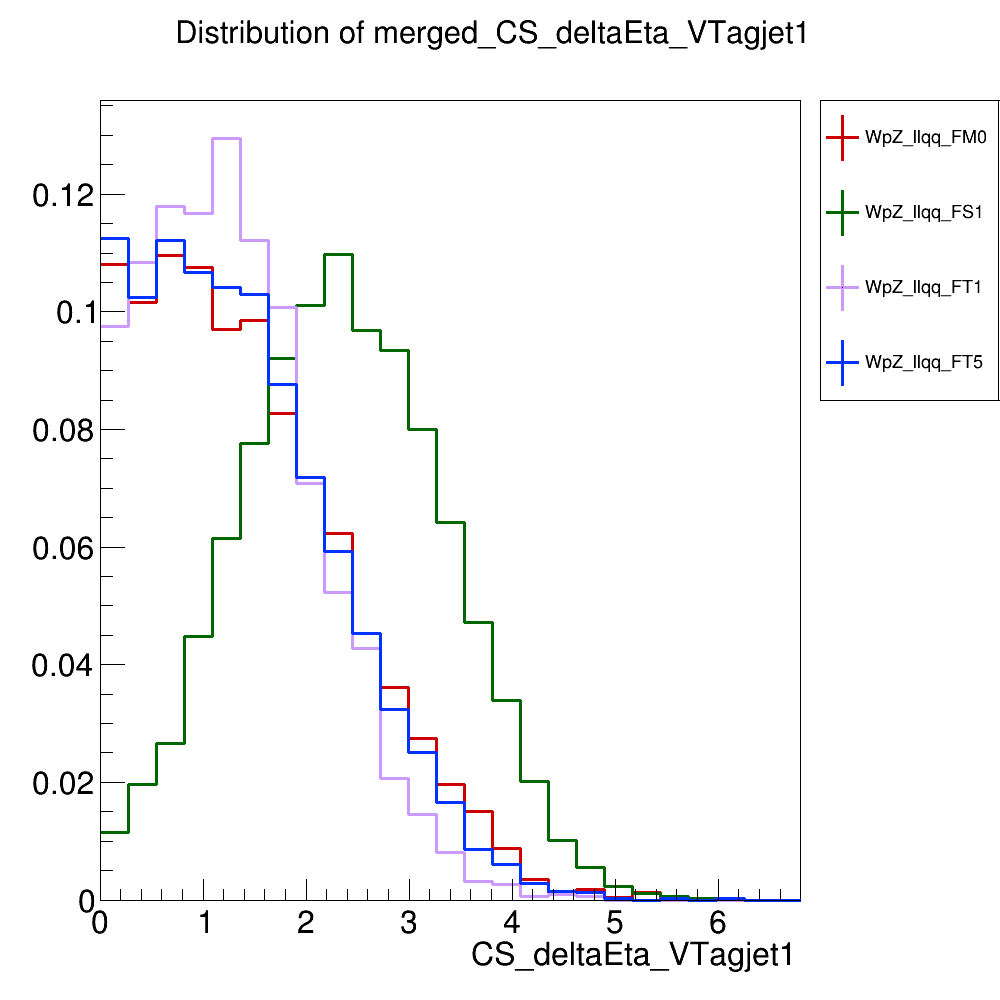 Distribution of merged_CS_deltaEta_VTagjet1
WpZ_llqq_FM0
WpZ_llqq_FS1
WpZ_llqq_FT1
WpZ_llqq_FT5
0.12
0.1
0.08
0.06
0.04
0.02
0
0 1 2 3 4 5 6
CS_deltaEta_VTagjet1